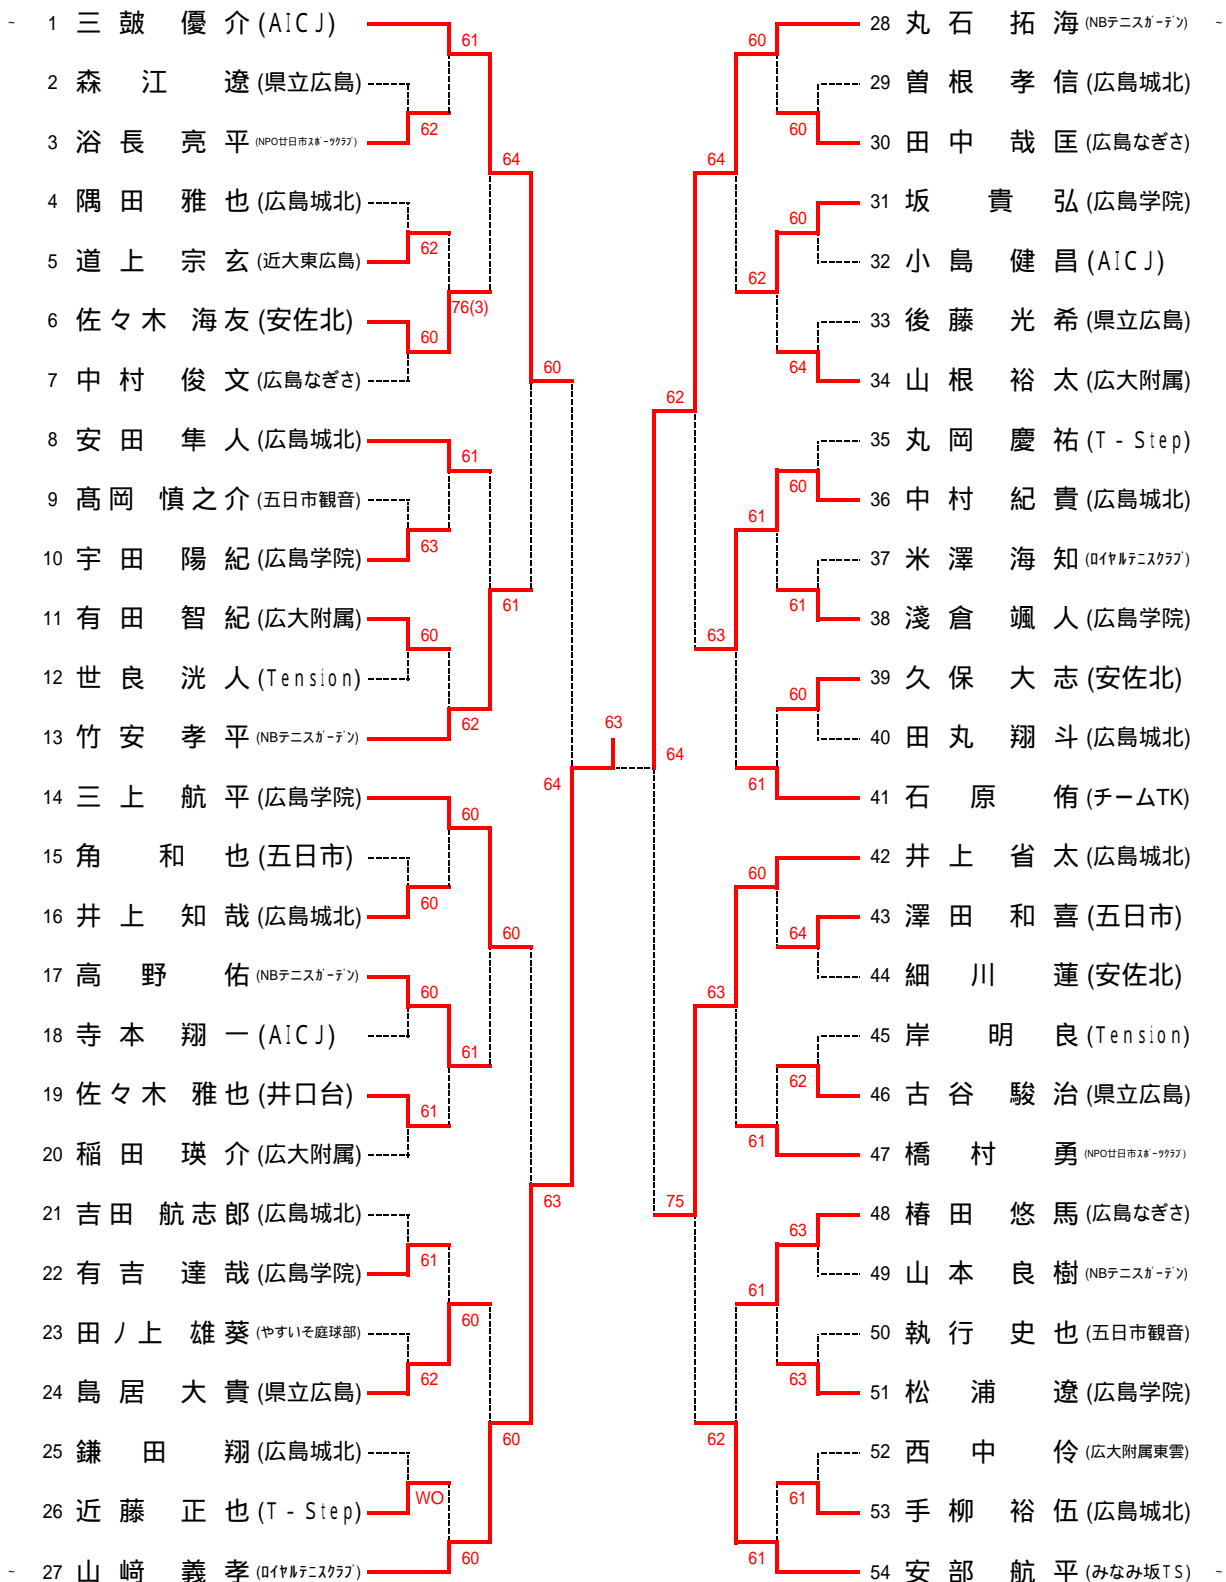 ~ 1 三鼓 優介 (AICJ)
2 森江 遼 (県立広島)
3 浴長 亮平 (NPO廿日市スポーツクラブ)
4 隅田 雅也 (広島城北)
5 道上 宗玄 (近大東広島)
6 佐々木 海友 (安佐北)
7 中村 俊文 (広島なぎさ)
8 安田 隼人 (広島城北)
9 髙岡 慎之介 (五日市観音)
10 宇田 陽紀 (広島学院)
11 有田 智紀 (広大附属)
12 世良 洸人 (Tension)
13 竹安 孝平 (NBテニスガーデン)
14 三上 航平 (広島学院)
15 角 和也 (五日市)
16 井上 知哉 (広島城北)
17 高野 佑 (NBテニスガーデン)
18 寺本 翔一 (AICJ)
19 佐々木 雅也 (井口台)
20 稲田 瑛介 (広大附属)
21 吉田 航志郎 (広島城北)
22 有吉 達哉 (広島学院)
23 田ノ上 雄葵 (やすいそ庭球部)
24 島居 大貴 (県立広島)
25 鎌田 翔 (広島城北)
26 近藤 正也 (T-Step)
~ 27 山﨑 義孝 (ロイヤルテニスクラブ)
61
62
62
60
61
63
60
62
60
60
60
61
61
62
WO
60
64
76(3)
61
60
61
60
60
60
63
64
63
64
62
75
64
62
61
63
63
61
61
62
60
60
60
64
60
61
60
61
60
64
62
61
63
63
61
61
28 丸石 拓海 (NBテニスガーデン) ~
29 曽根 孝信 (広島城北)
30 田中 哉匡 (広島なぎさ)
31 坂 貴弘 (広島学院)
32 小島 健昌 (AICJ)
33 後藤 光希 (県立広島)
34 山根 裕太 (広大附属)
35 丸岡 慶祐 (T-Step)
36 中村 紀貴 (広島城北)
37 米澤 海知 (ロイヤルテニスクラブ)
38 淺倉 颯人 (広島学院)
39 久保 大志 (安佐北)
40 田丸 翔斗 (広島城北)
41 石原 侑 (チームTK)
42 井上 省太 (広島城北)
43 澤田 和喜 (五日市)
44 細川 蓮 (安佐北)
45 岸 明良 (Tension)
46 古谷 駿治 (県立広島)
47 橋村 勇 (NPO廿日市スポーツクラブ)
48 椿田 悠馬 (広島なぎさ)
49 山本 良樹 (NBテニスガーデン)
50 執行 史也 (五日市観音)
51 松浦 遼 (広島学院)
52 西中 伶 (広大附属東雲)
53 手柳 裕伍 (広島城北)
54 安部 航平 (みなみ坂TS) ~